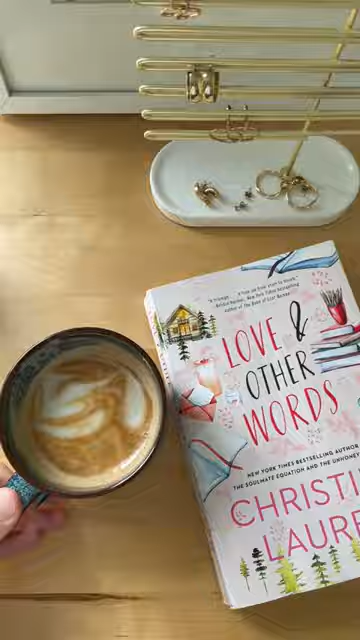 LOVE &
OTHER
WORDS
NEW YORK TIMES BESTSELLING AUTHOR
THE SOULMATE EQUATION AND THE UNHONEY
CHRISTI
LAURE